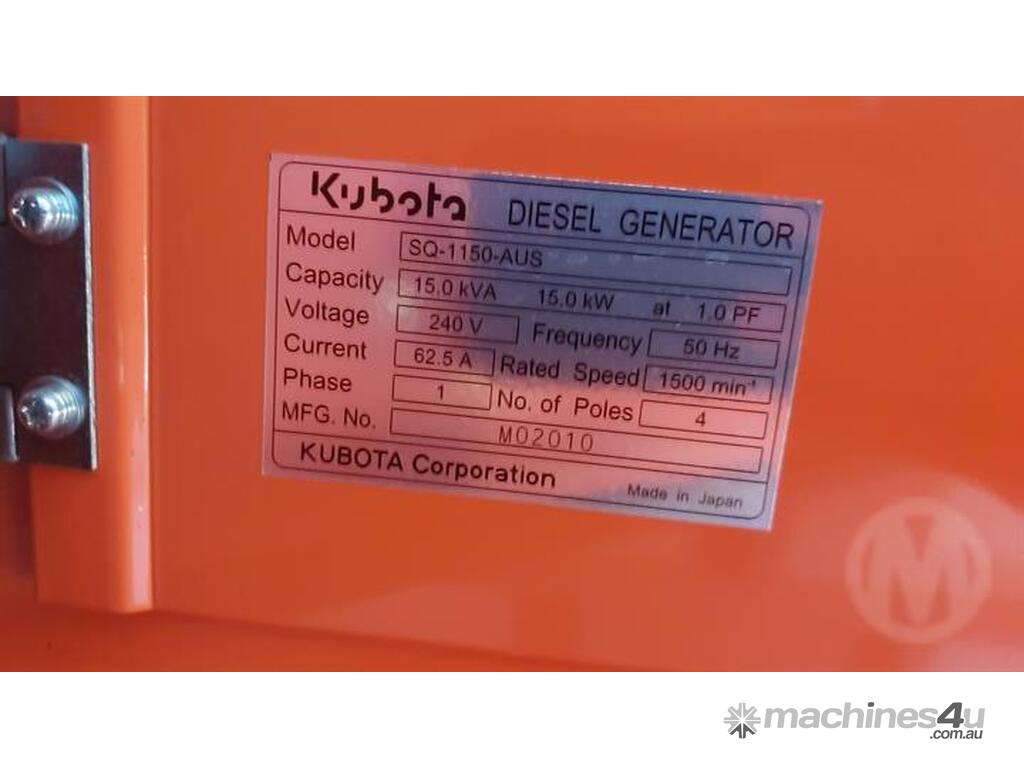 Kubota DIESEL GENERATOR
Model SQ-1150-AUS
Capacity 15.0 kVA 15.0 kW at 1.0 PF
Voltage 240 V Frequency 50 Hz
Current 62.5 A Rated Speed 1500 min⁻¹
Phase 1 No. of Poles 4
MFG. No. M02010
KUBOTA Corporation Made in Japan
M
machines4u
.com.au